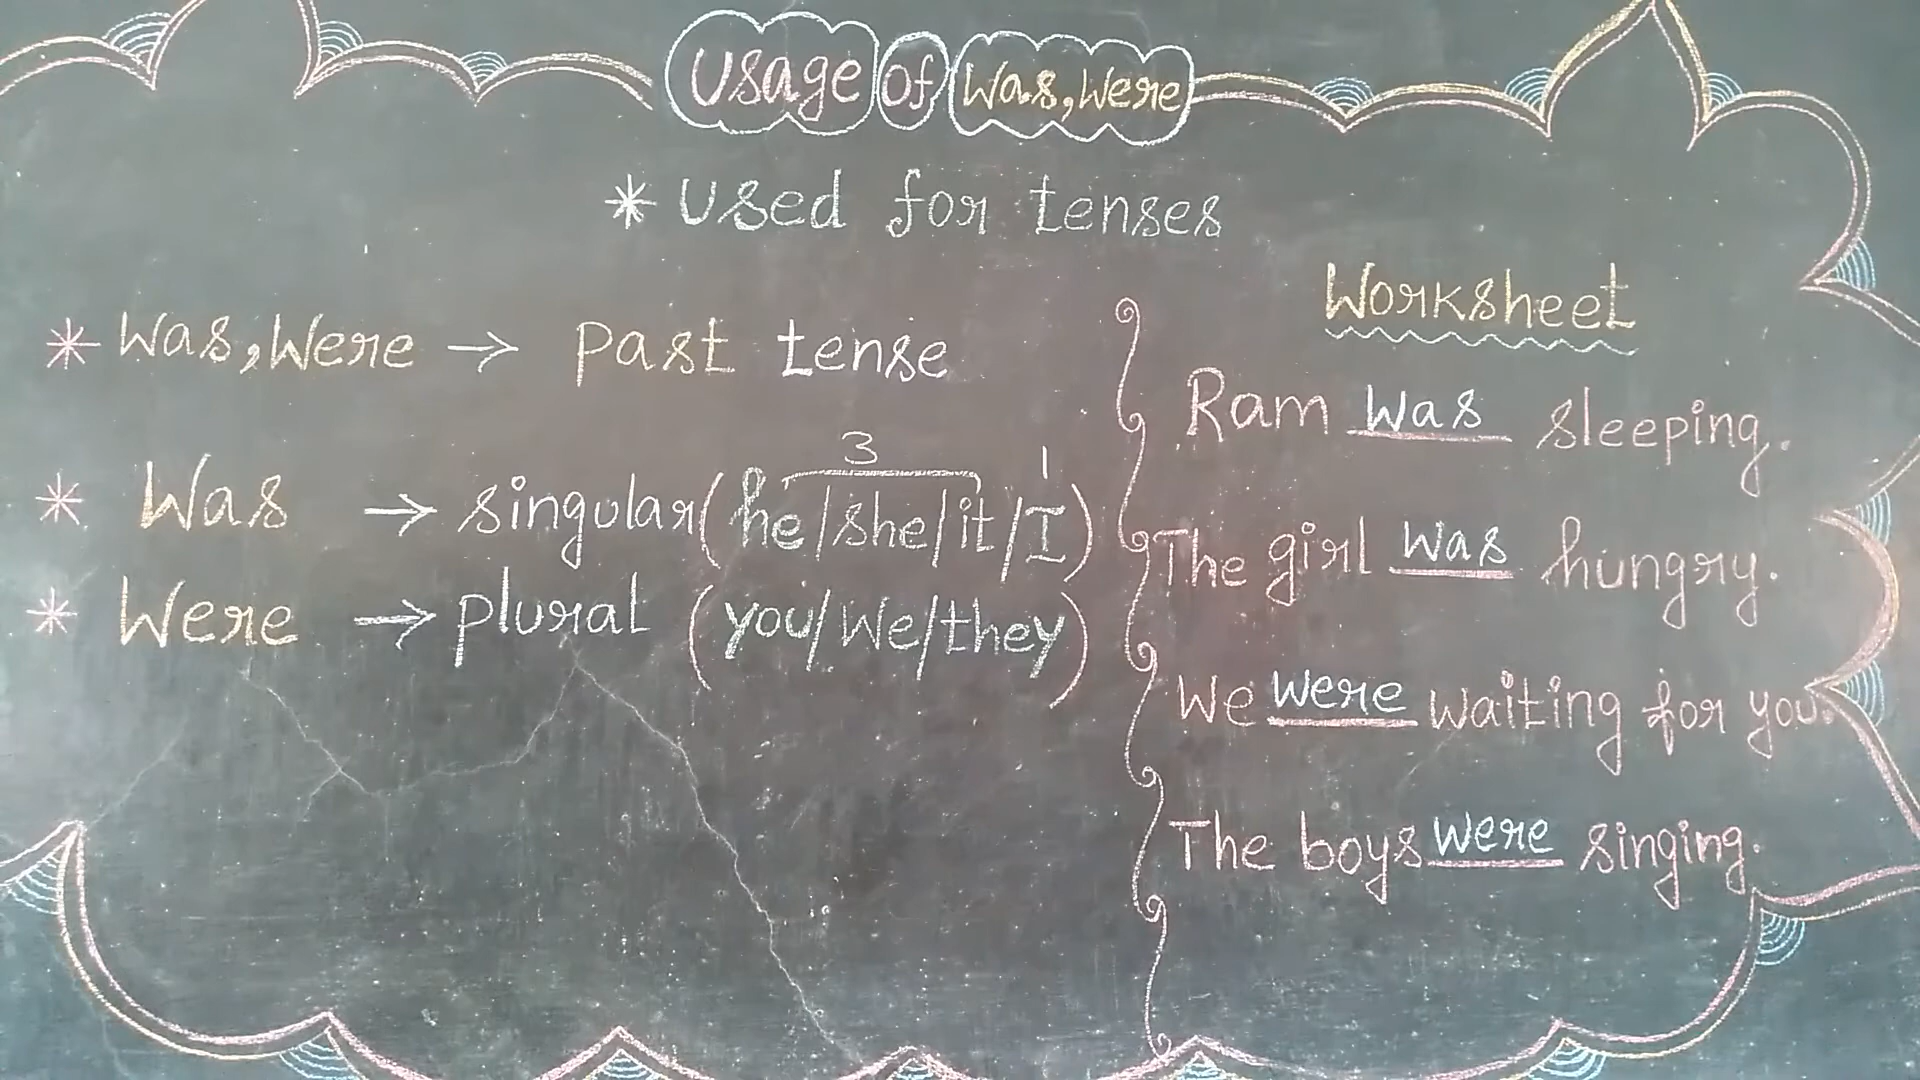 Usage of Was, Were
* Used for tenses
* Was, Were → Past tense
3 1
* Was → singular (he/she/it/I)
* Were → plural (you/We/they)
Worksheet
Ram was sleeping.
The girl was hungry.
We were waiting for you.
The boys were singing.